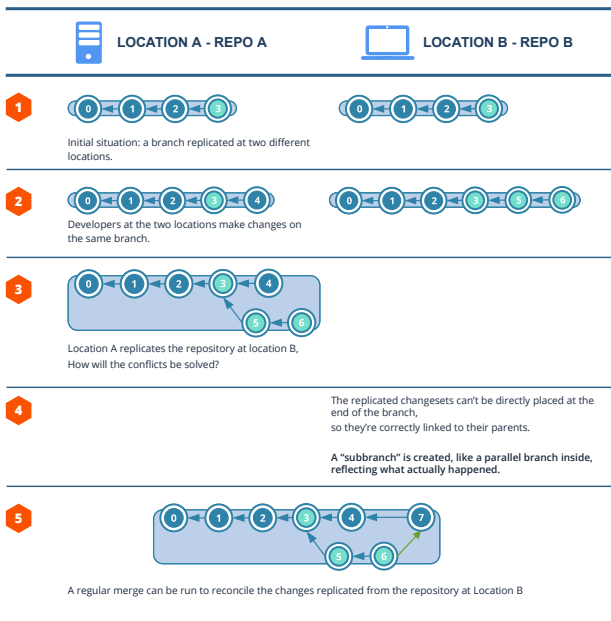 LOCATION A - REPO A
LOCATION B - REPO B
1
0 1 2 3
0 1 2 3
Initial situation: a branch replicated at two different
locations.
2
0 1 2 3 4
0 1 2 3 5 6
Developers at the two locations make changes on
the same branch.
3
0 1 2 3 4
5 6
Location A replicates the repository at location B,
How will the conflicts be solved?
4
The replicated changesets can't be directly placed at the
end of the branch,
so they're correctly linked to their parents.
A “subbranch” is created, like a parallel branch inside,
reflecting what actually happened.
5
0 1 2 3 4 7
5 6
A regular merge can be run to reconcile the changes replicated from the repository at Location B